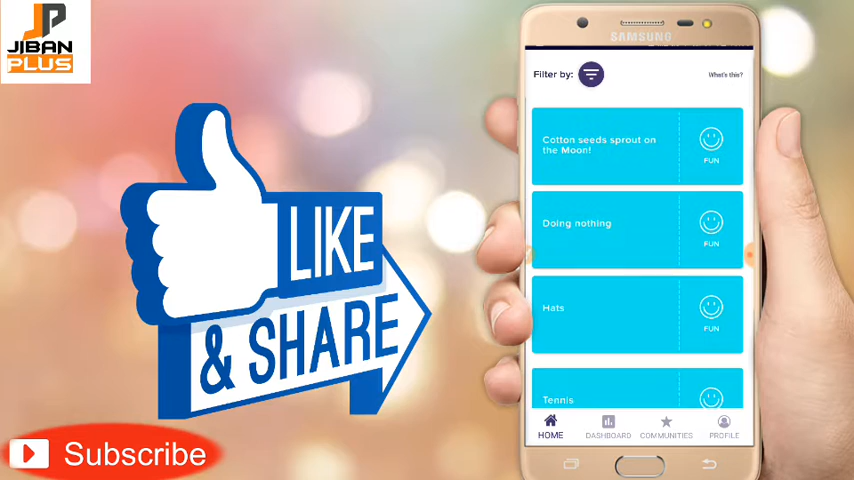 JP
JIBAN
PLUS
LIKE
& SHARE
Subscribe
SAMSUNG
Filter by:
What's this?
Cotton seeds sprout on
the Moon!
FUN
Doing nothing
FUN
Hats
FUN
Tennis
HOME
DASHBOARD
COMMUNITIES
PROFILE